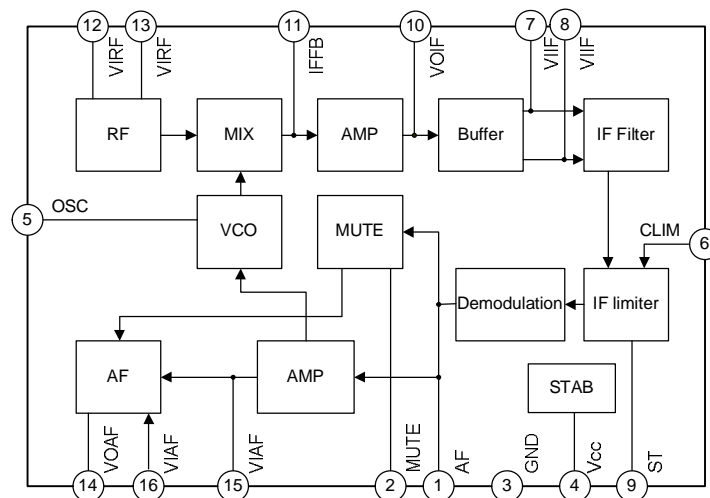 12 13 11 10 7 8
VIRF VIRF IFFB VOIF VIIF VIIF
RF MIX AMP Buffer IF Filter
5 OSC VCO MUTE CLIM 6
Demodulation IF limiter
AF AMP STAB
VOAF VIAF VIAF MUTE AF GND Vcc ST
14 16 15 2 1 3 4 9